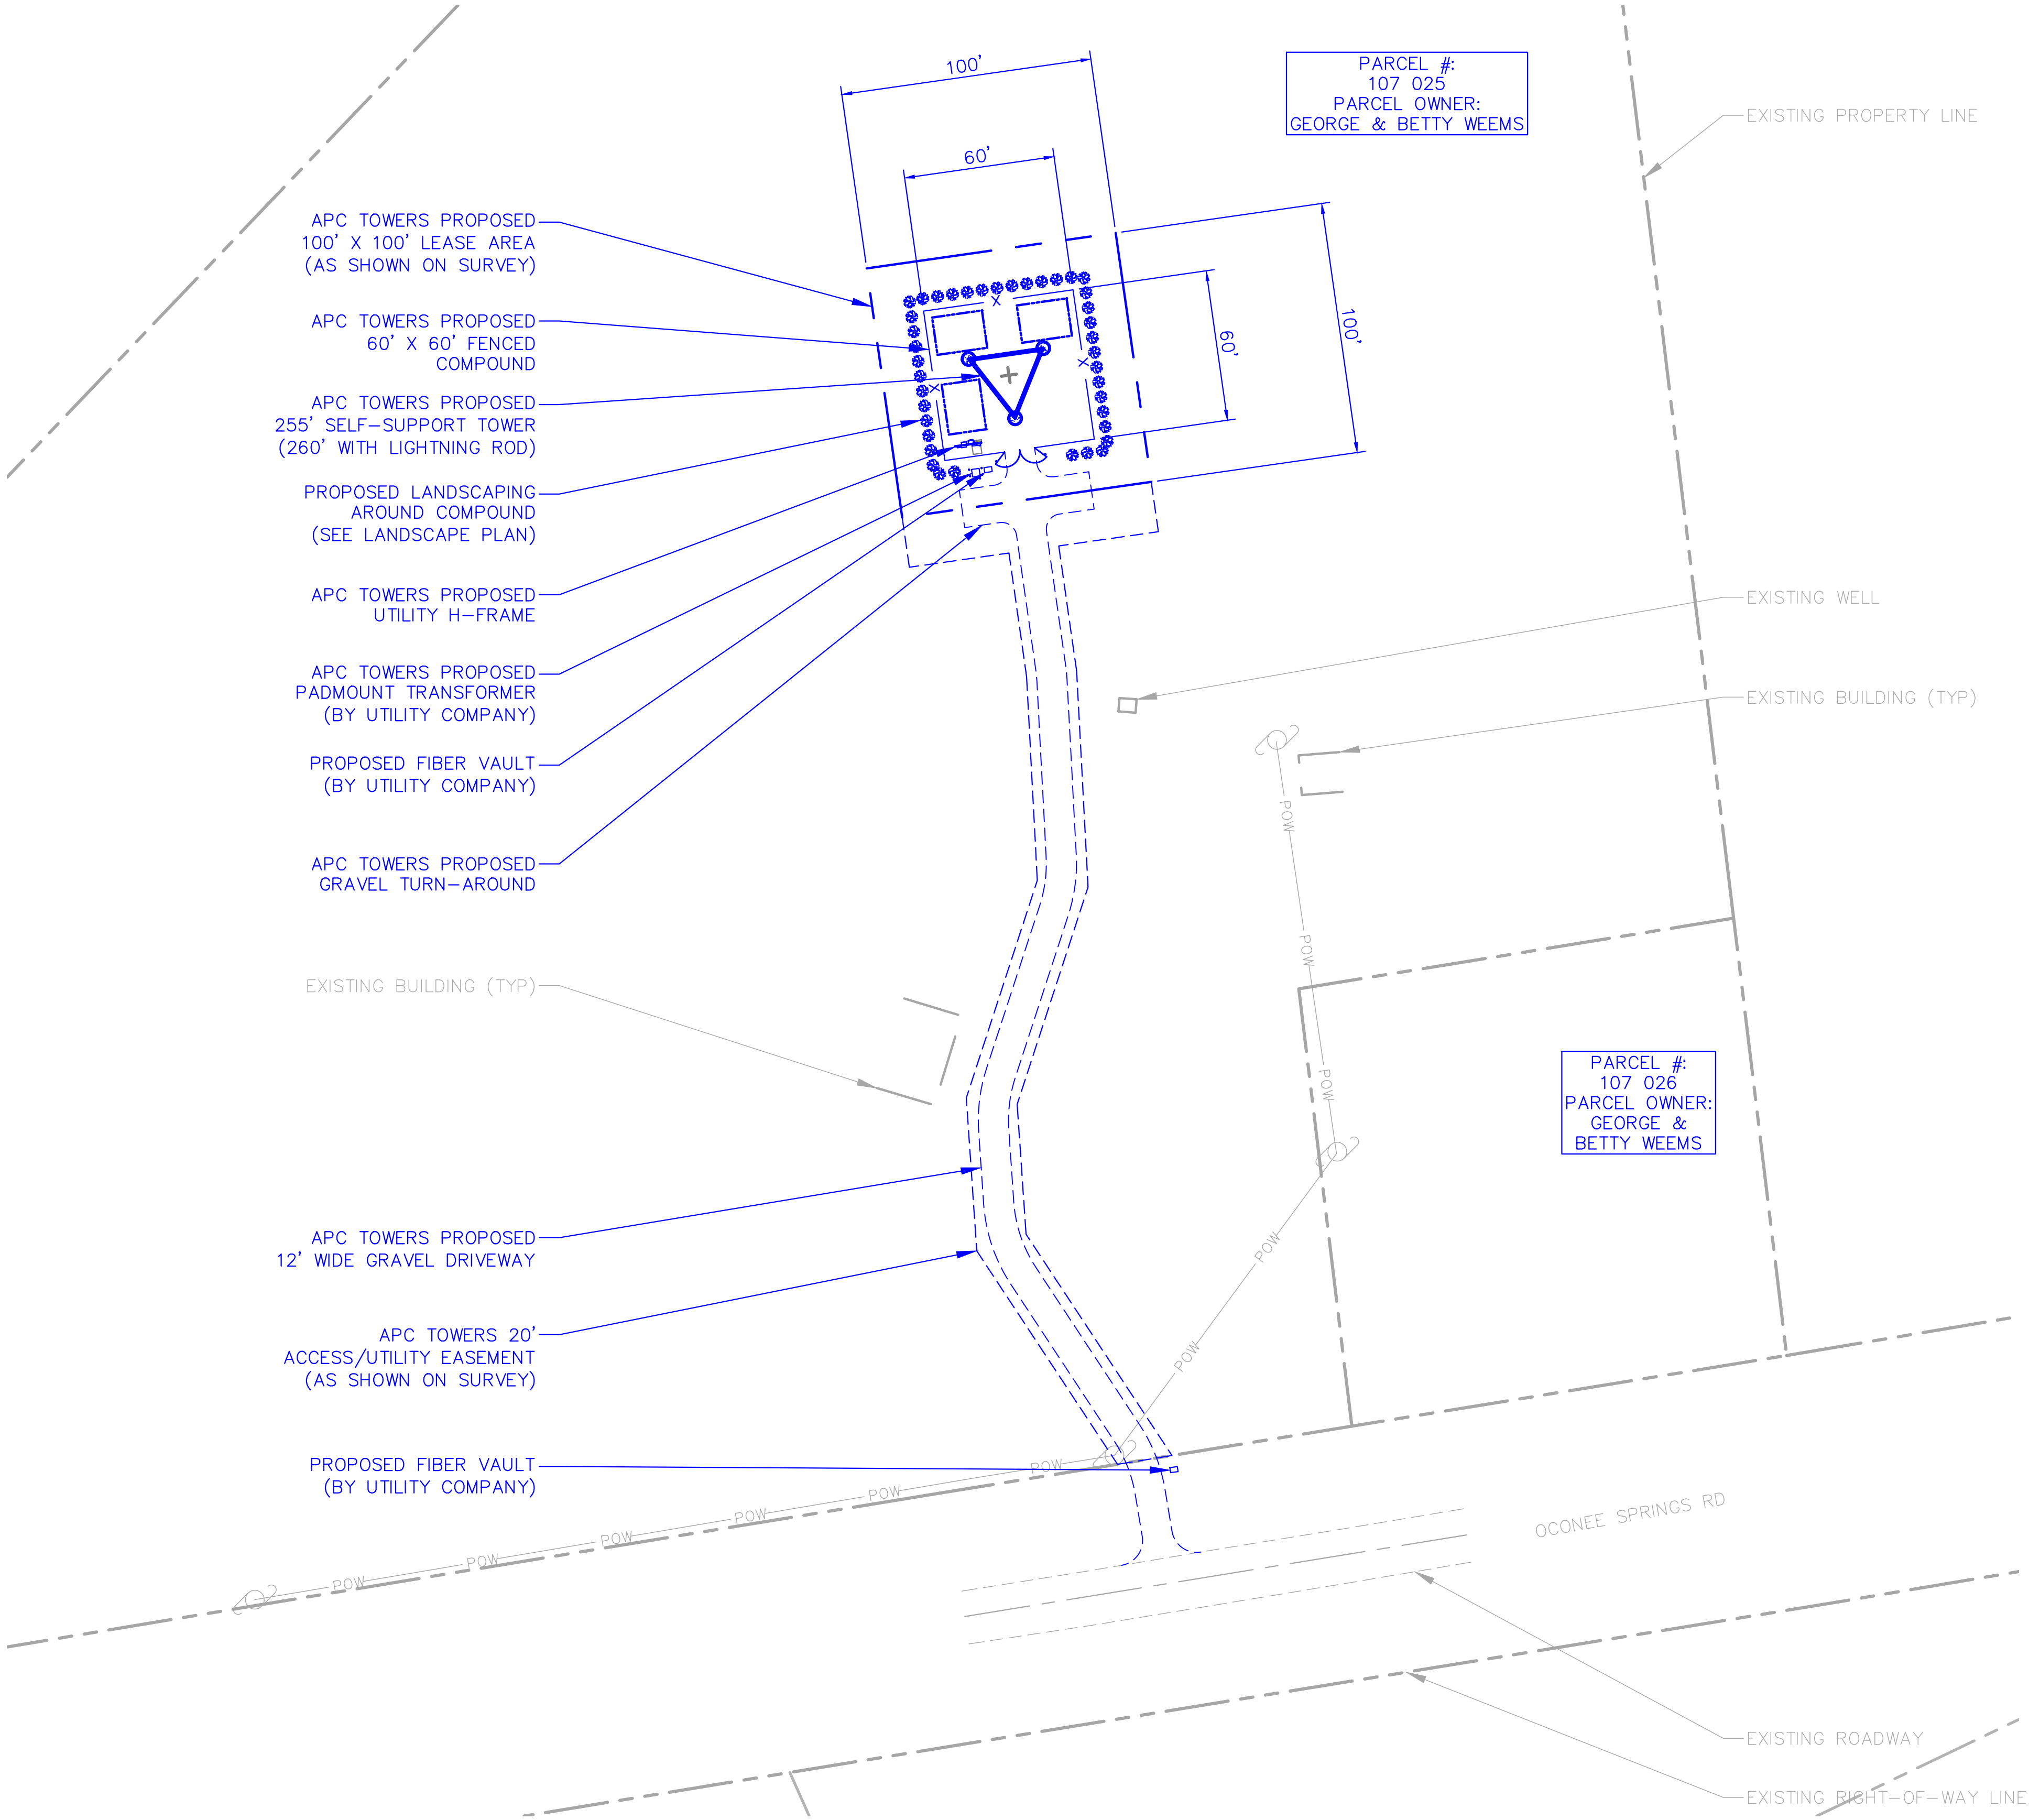 100'
PARCEL #:
107 025
PARCEL OWNER:
GEORGE & BETTY WEEMS
EXISTING PROPERTY LINE
60'
APC TOWERS PROPOSED
100' X 100' LEASE AREA
(AS SHOWN ON SURVEY)
APC TOWERS PROPOSED
60' X 60' FENCED
COMPOUND
X
X
X
60'
100'
APC TOWERS PROPOSED
255' SELF-SUPPORT TOWER
(260' WITH LIGHTNING ROD)
PROPOSED LANDSCAPING
AROUND COMPOUND
(SEE LANDSCAPE PLAN)
APC TOWERS PROPOSED
UTILITY H-FRAME
EXISTING WELL
APC TOWERS PROPOSED
PADMOUNT TRANSFORMER
(BY UTILITY COMPANY)
EXISTING BUILDING (TYP)
PROPOSED FIBER VAULT
(BY UTILITY COMPANY)
POW
APC TOWERS PROPOSED
GRAVEL TURN-AROUND
POW
EXISTING BUILDING (TYP)
POW
PARCEL #:
107 026
PARCEL OWNER:
GEORGE &
BETTY WEEMS
APC TOWERS PROPOSED
12' WIDE GRAVEL DRIVEWAY
POW
APC TOWERS 20'
ACCESS/UTILITY EASEMENT
(AS SHOWN ON SURVEY)
POW
PROPOSED FIBER VAULT
(BY UTILITY COMPANY)
POW
POW
POW
POW
POW
POW
OCONEE SPRINGS RD
EXISTING ROADWAY
EXISTING RIGHT-OF-WAY LINE